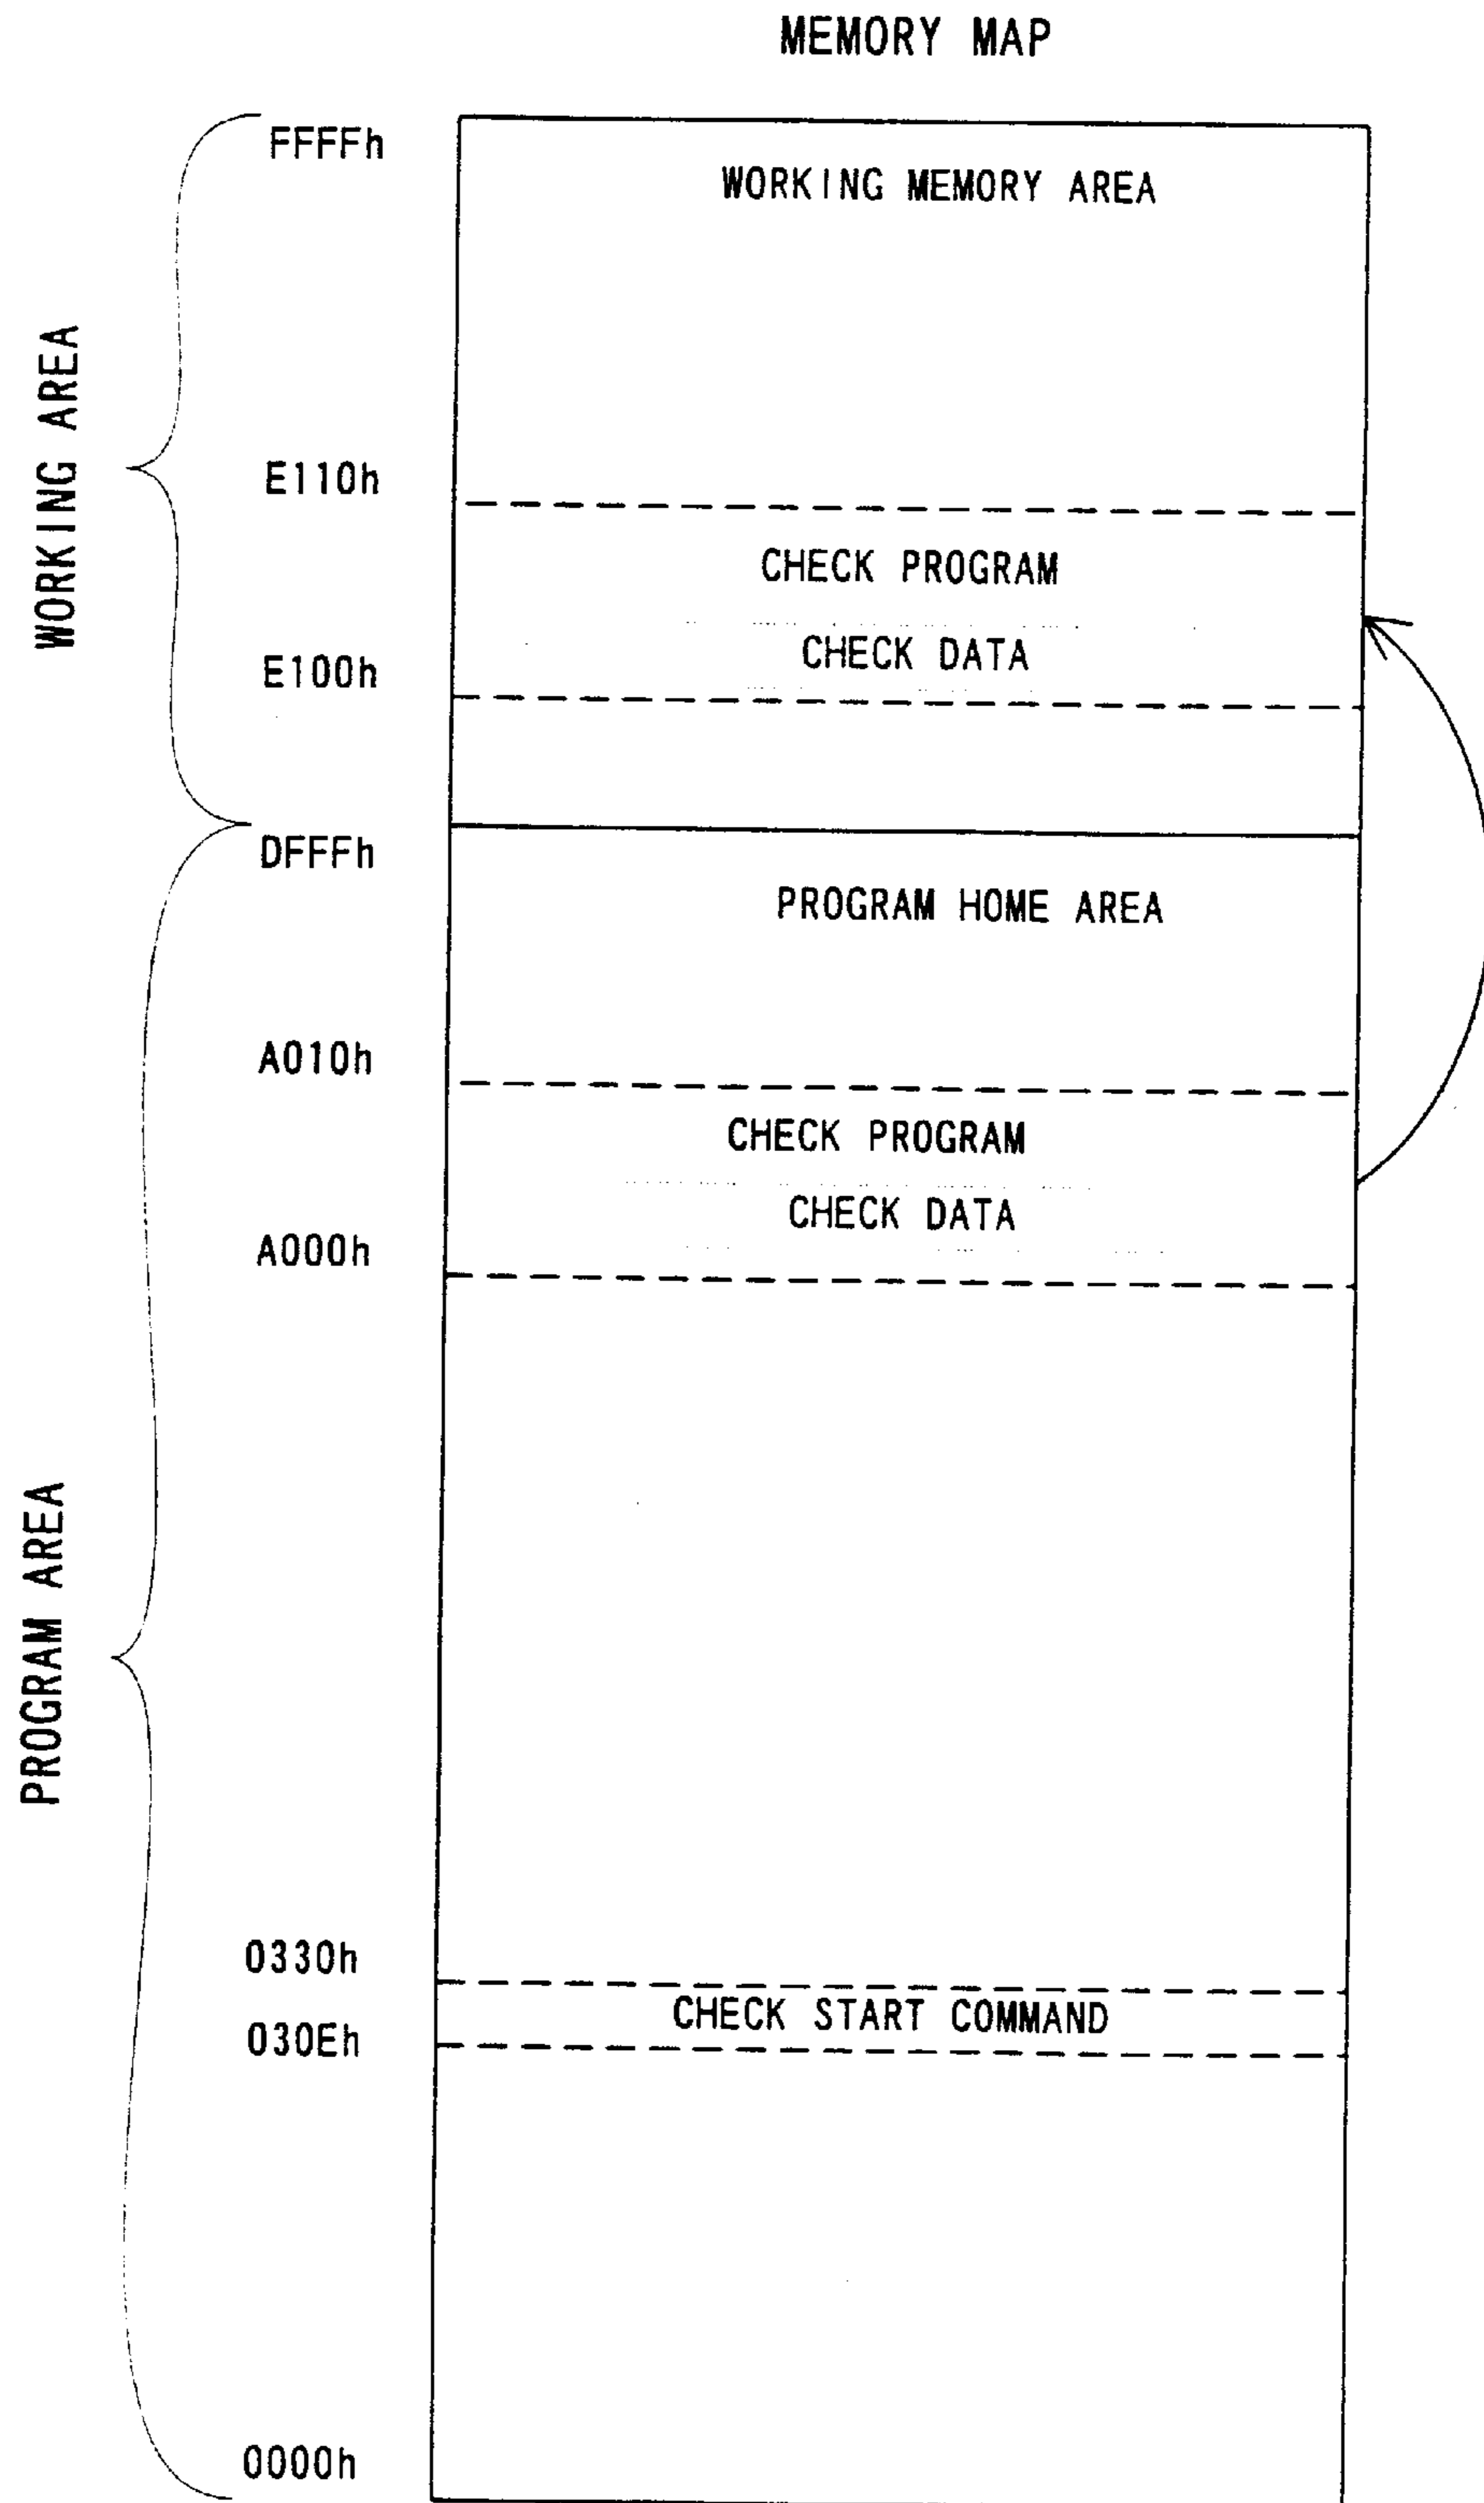 MEMORY MAP
FFFFh
WORKING MEMORY AREA
WORKING AREA
E110h
CHECK PROGRAM
CHECK DATA
E100h
DFFFh
PROGRAM HOME AREA
A010h
CHECK PROGRAM
CHECK DATA
A000h
PROGRAM AREA
0330h
CHECK START COMMAND
030Eh
0000h